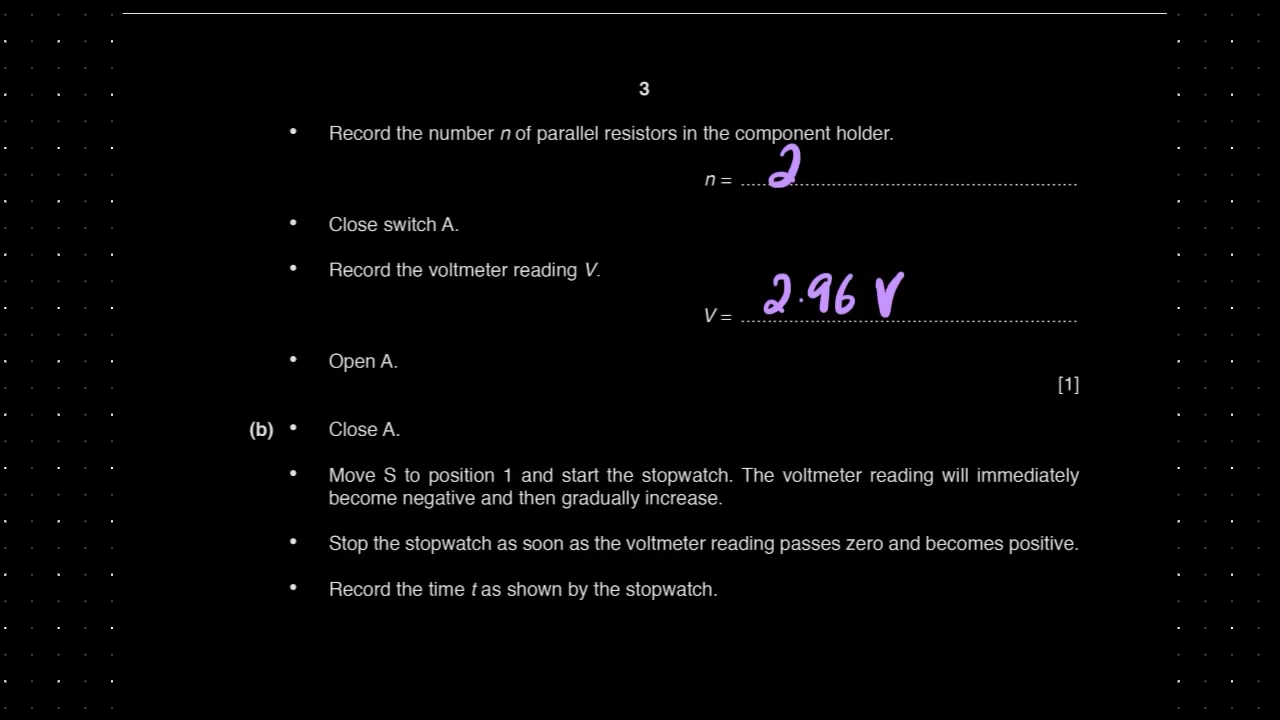 3
• Record the number n of parallel resistors in the component holder.
n = 2
• Close switch A.
• Record the voltmeter reading V.
V = 2.96 V
• Open A.
[1]
(b) • Close A.
• Move S to position 1 and start the stopwatch. The voltmeter reading will immediately
become negative and then gradually increase.
• Stop the stopwatch as soon as the voltmeter reading passes zero and becomes positive.
• Record the time t as shown by the stopwatch.